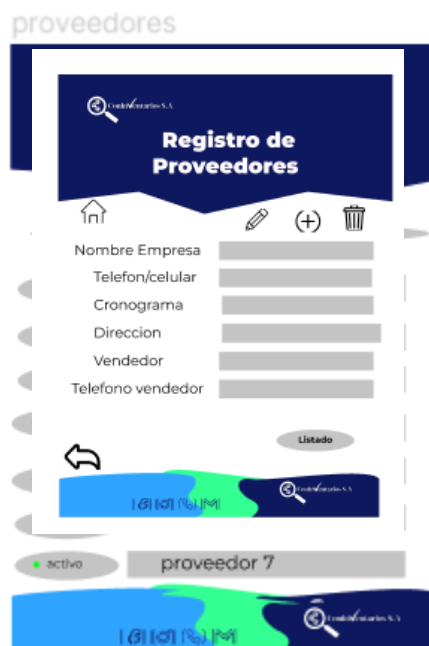 proveedores
Registro de
Proveedores
Nombre Empresa
Telefon/celular
Cronograma
Direccion
Vendedor
Telefono vendedor
Listado
activo
proveedor 7